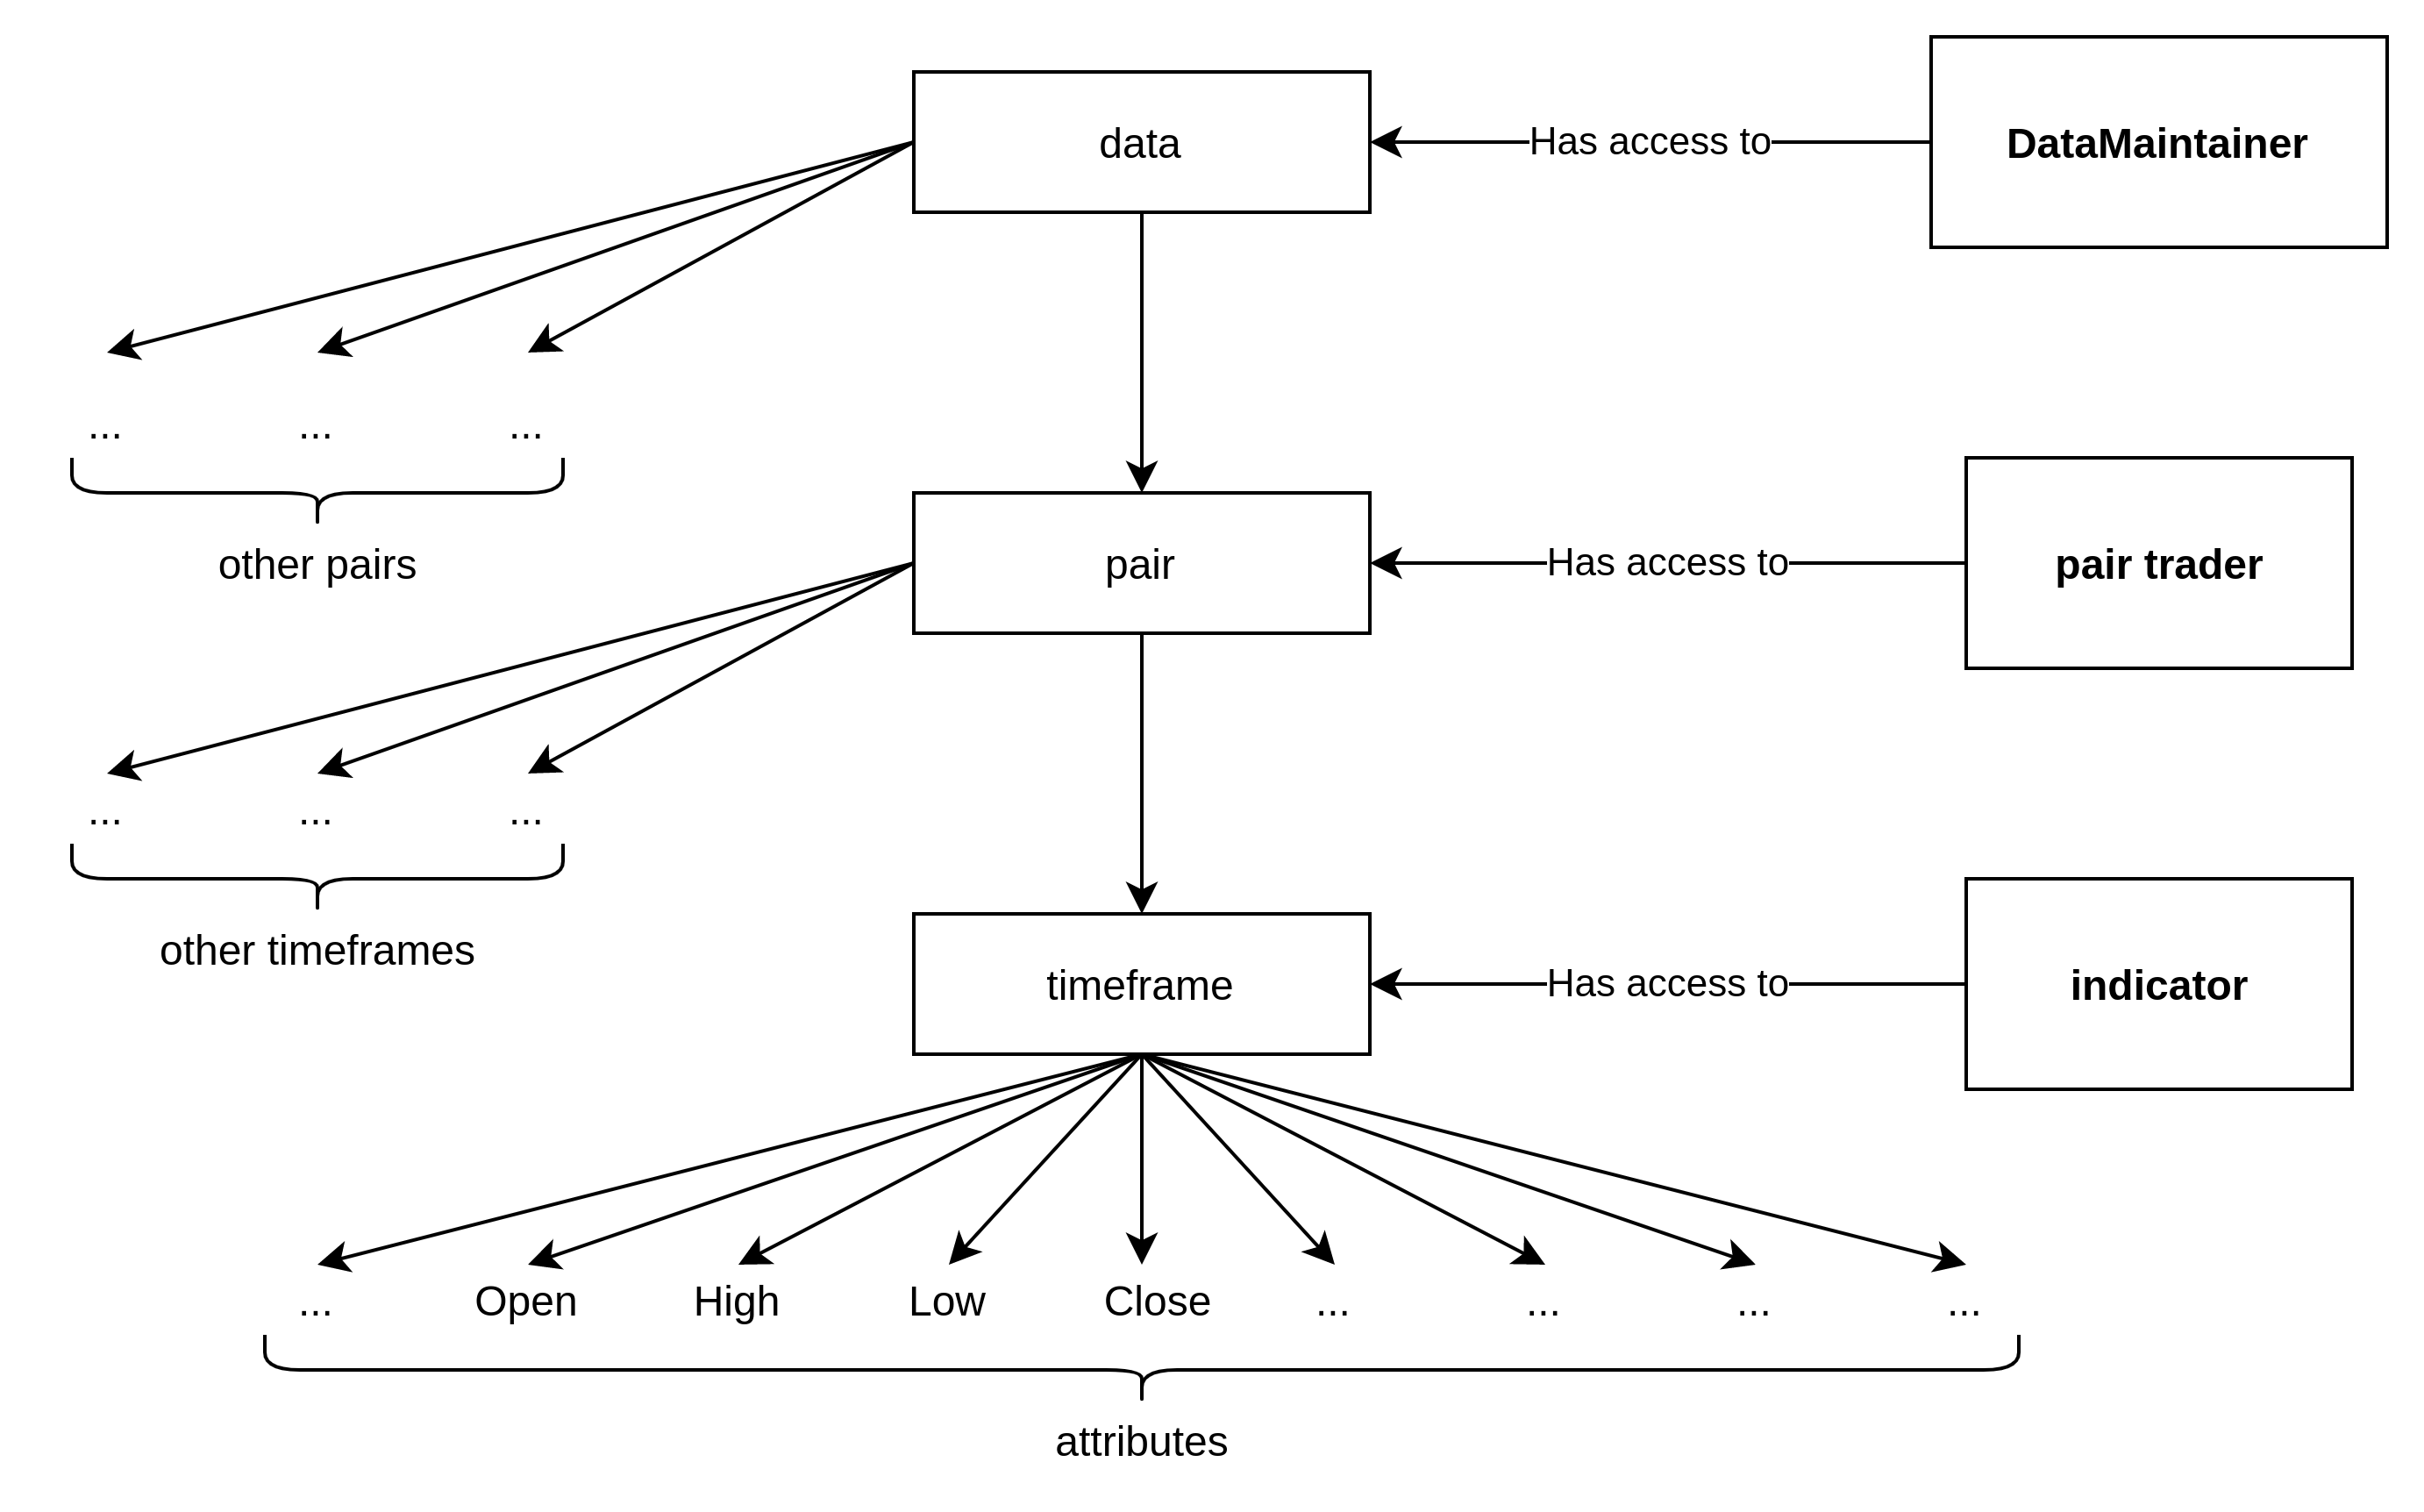 data
Has access to
DataMaintainer
... ... ...
other pairs
pair
Has access to
pair trader
... ... ...
other timeframes
timeframe
Has access to
indicator
... Open High Low Close ... ... ... ...
attributes